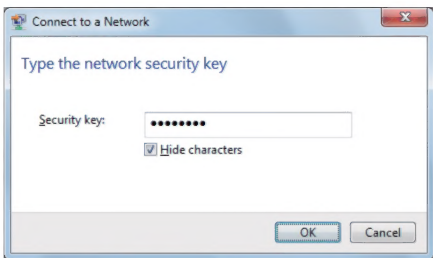 Connect to a Network
Type the network security key
Security key:
••••••••
Hide characters
OK Cancel